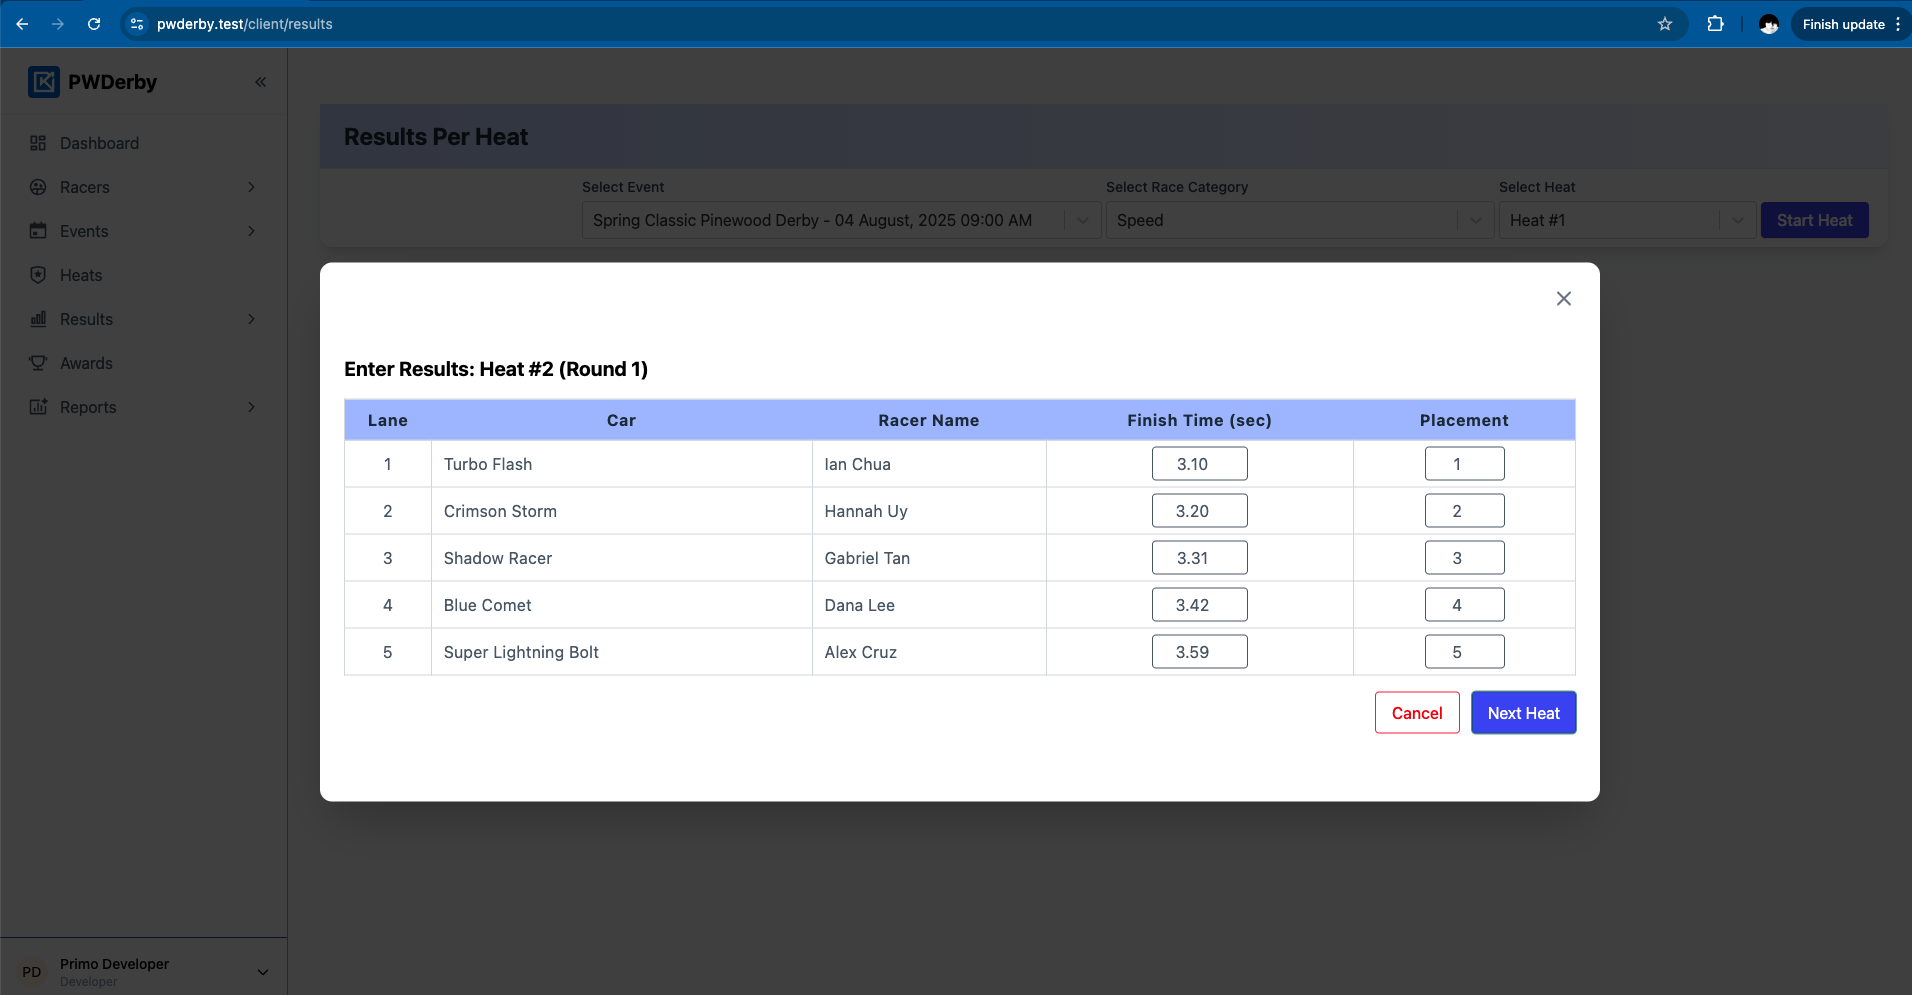 pwderby.test/client/results
Finish update
PWDerby
Dashboard
Racers
Events
Heats
Results
Awards
Reports
Results Per Heat
Select Event
Select Race Category
Select Heat
Spring Classic Pinewood Derby - 04 August, 2025 09:00 AM
Speed
Heat #1
Start Heat
Enter Results: Heat #2 (Round 1)
Lane Car Racer Name Finish Time (sec) Placement
1 Turbo Flash Ian Chua 3.10 1
2 Crimson Storm Hannah Uy 3.20 2
3 Shadow Racer Gabriel Tan 3.31 3
4 Blue Comet Dana Lee 3.42 4
5 Super Lightning Bolt Alex Cruz 3.59 5
Cancel
Next Heat
PD
Primo Developer
Developer